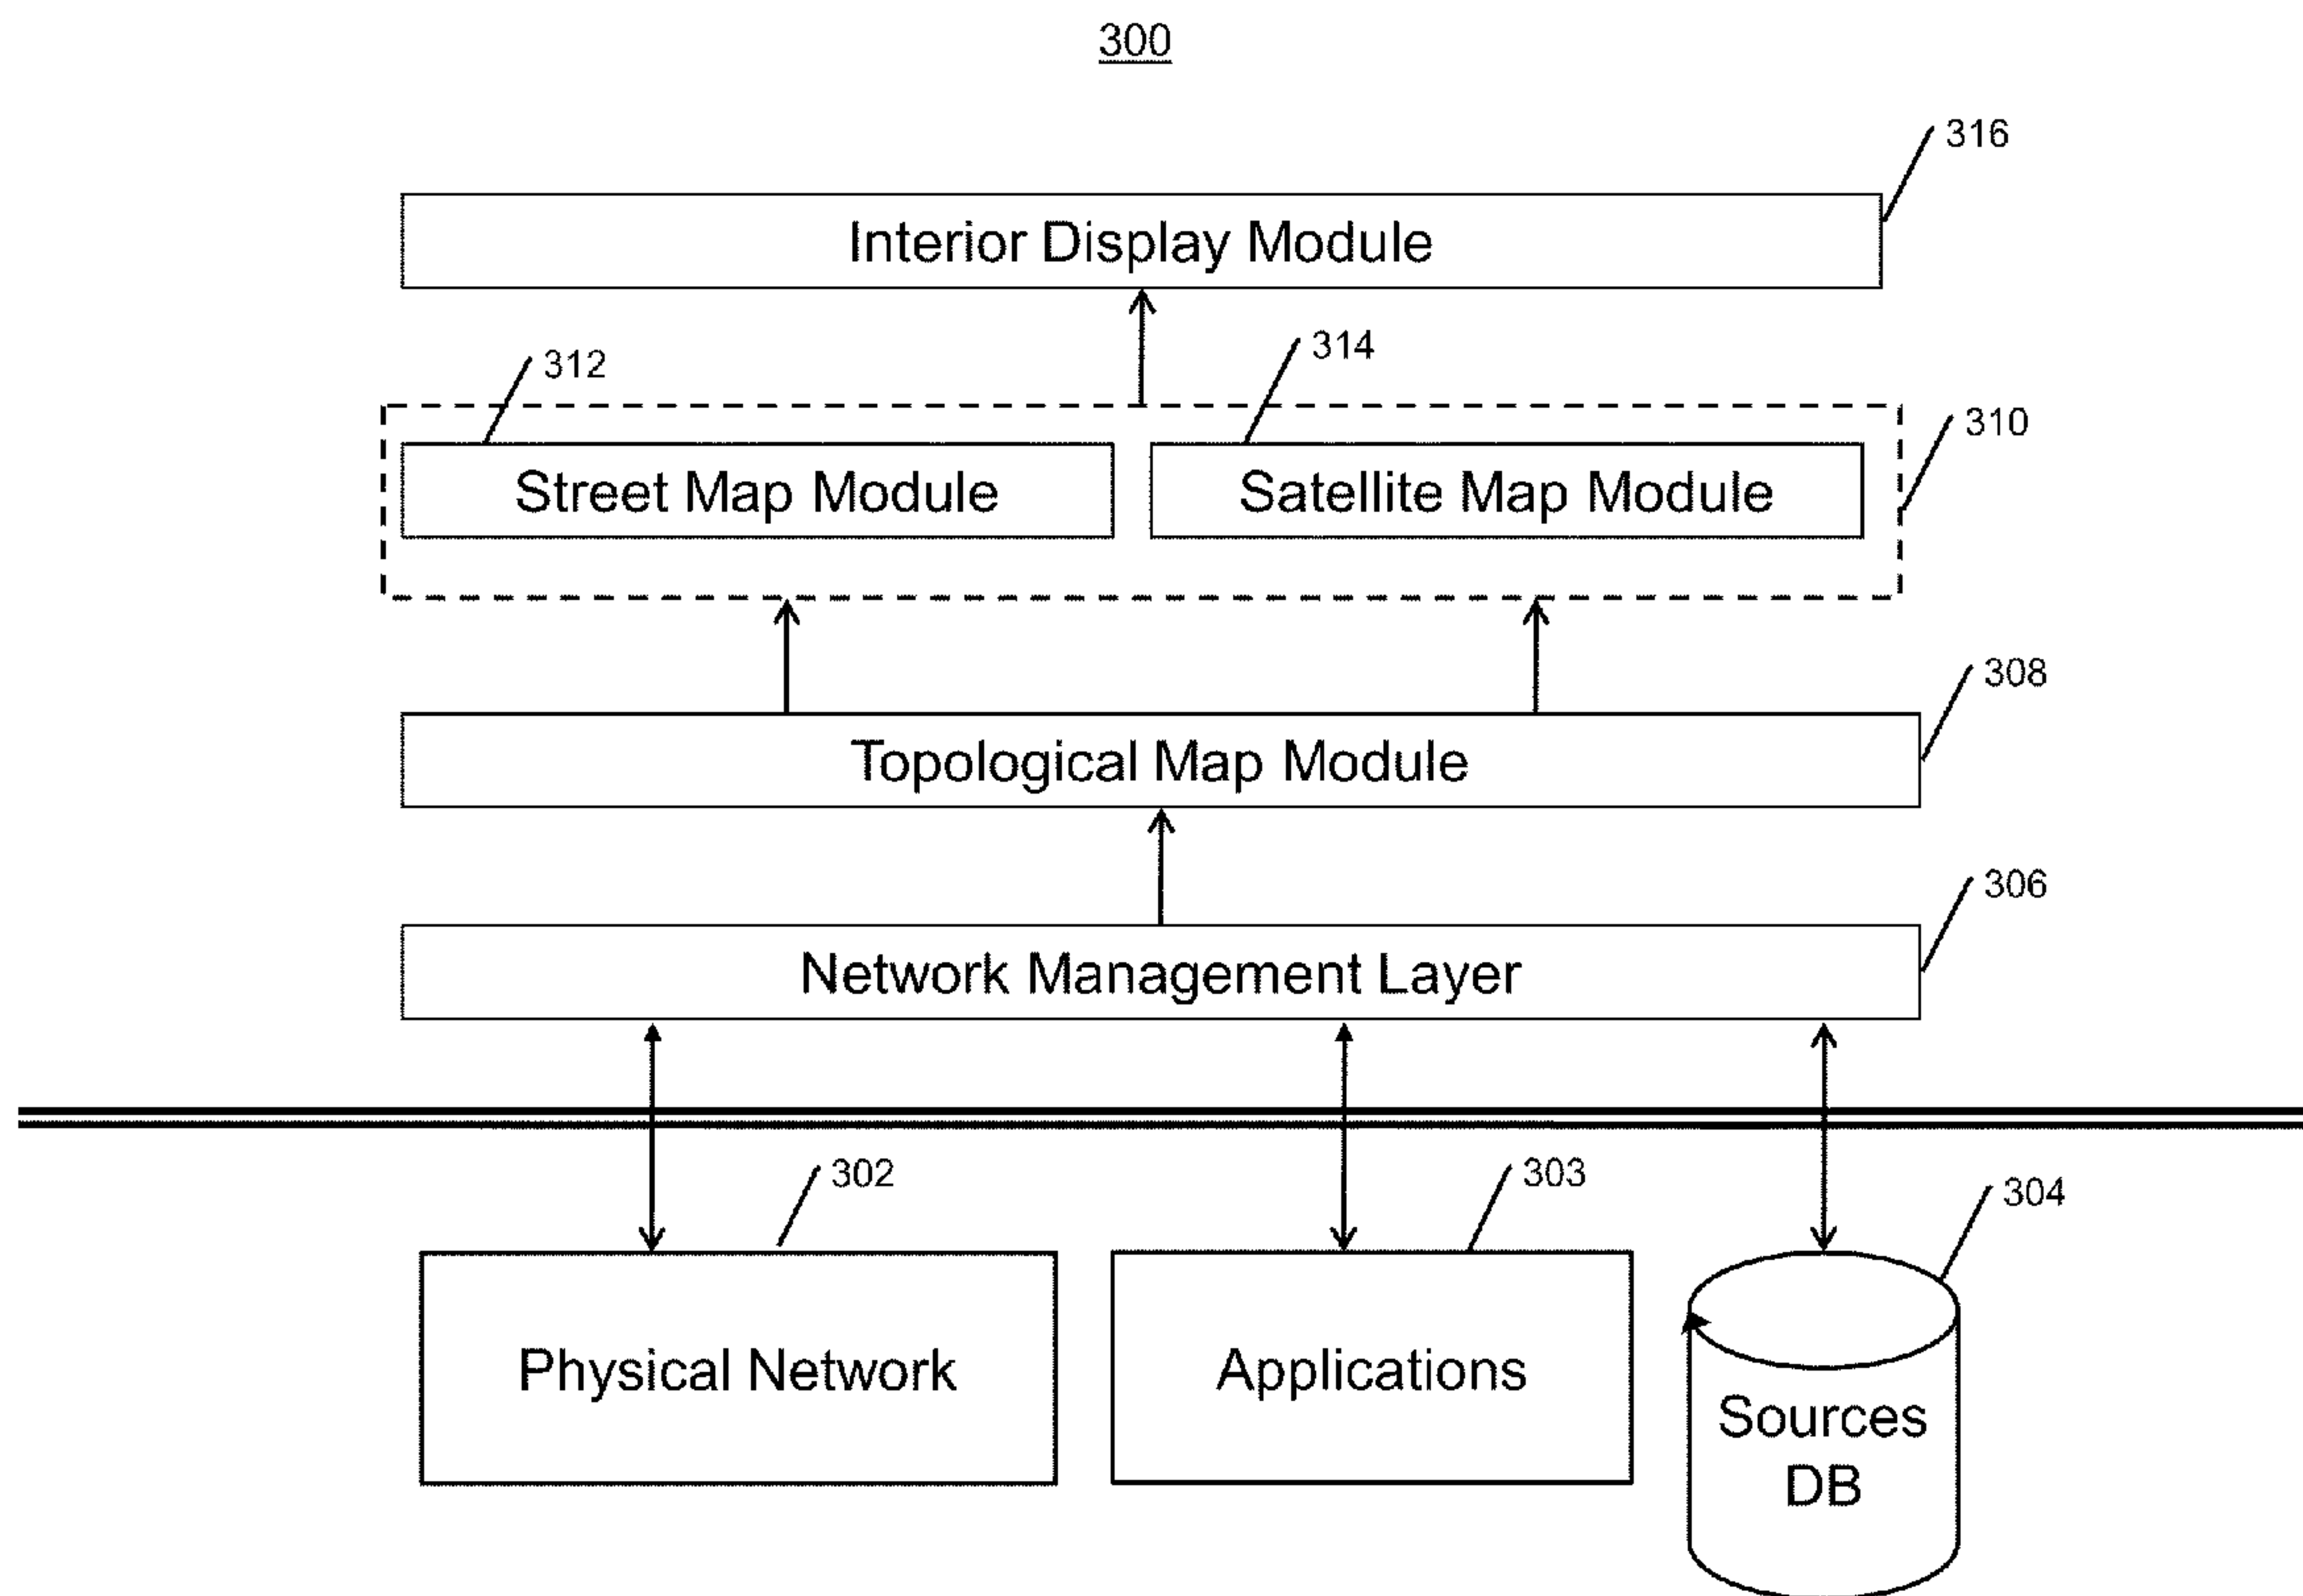 300
316
Interior Display Module
312
314
310
Street Map Module
Satellite Map Module
308
Topological Map Module
306
Network Management Layer
302
303
304
Physical Network
Applications
Sources
DB